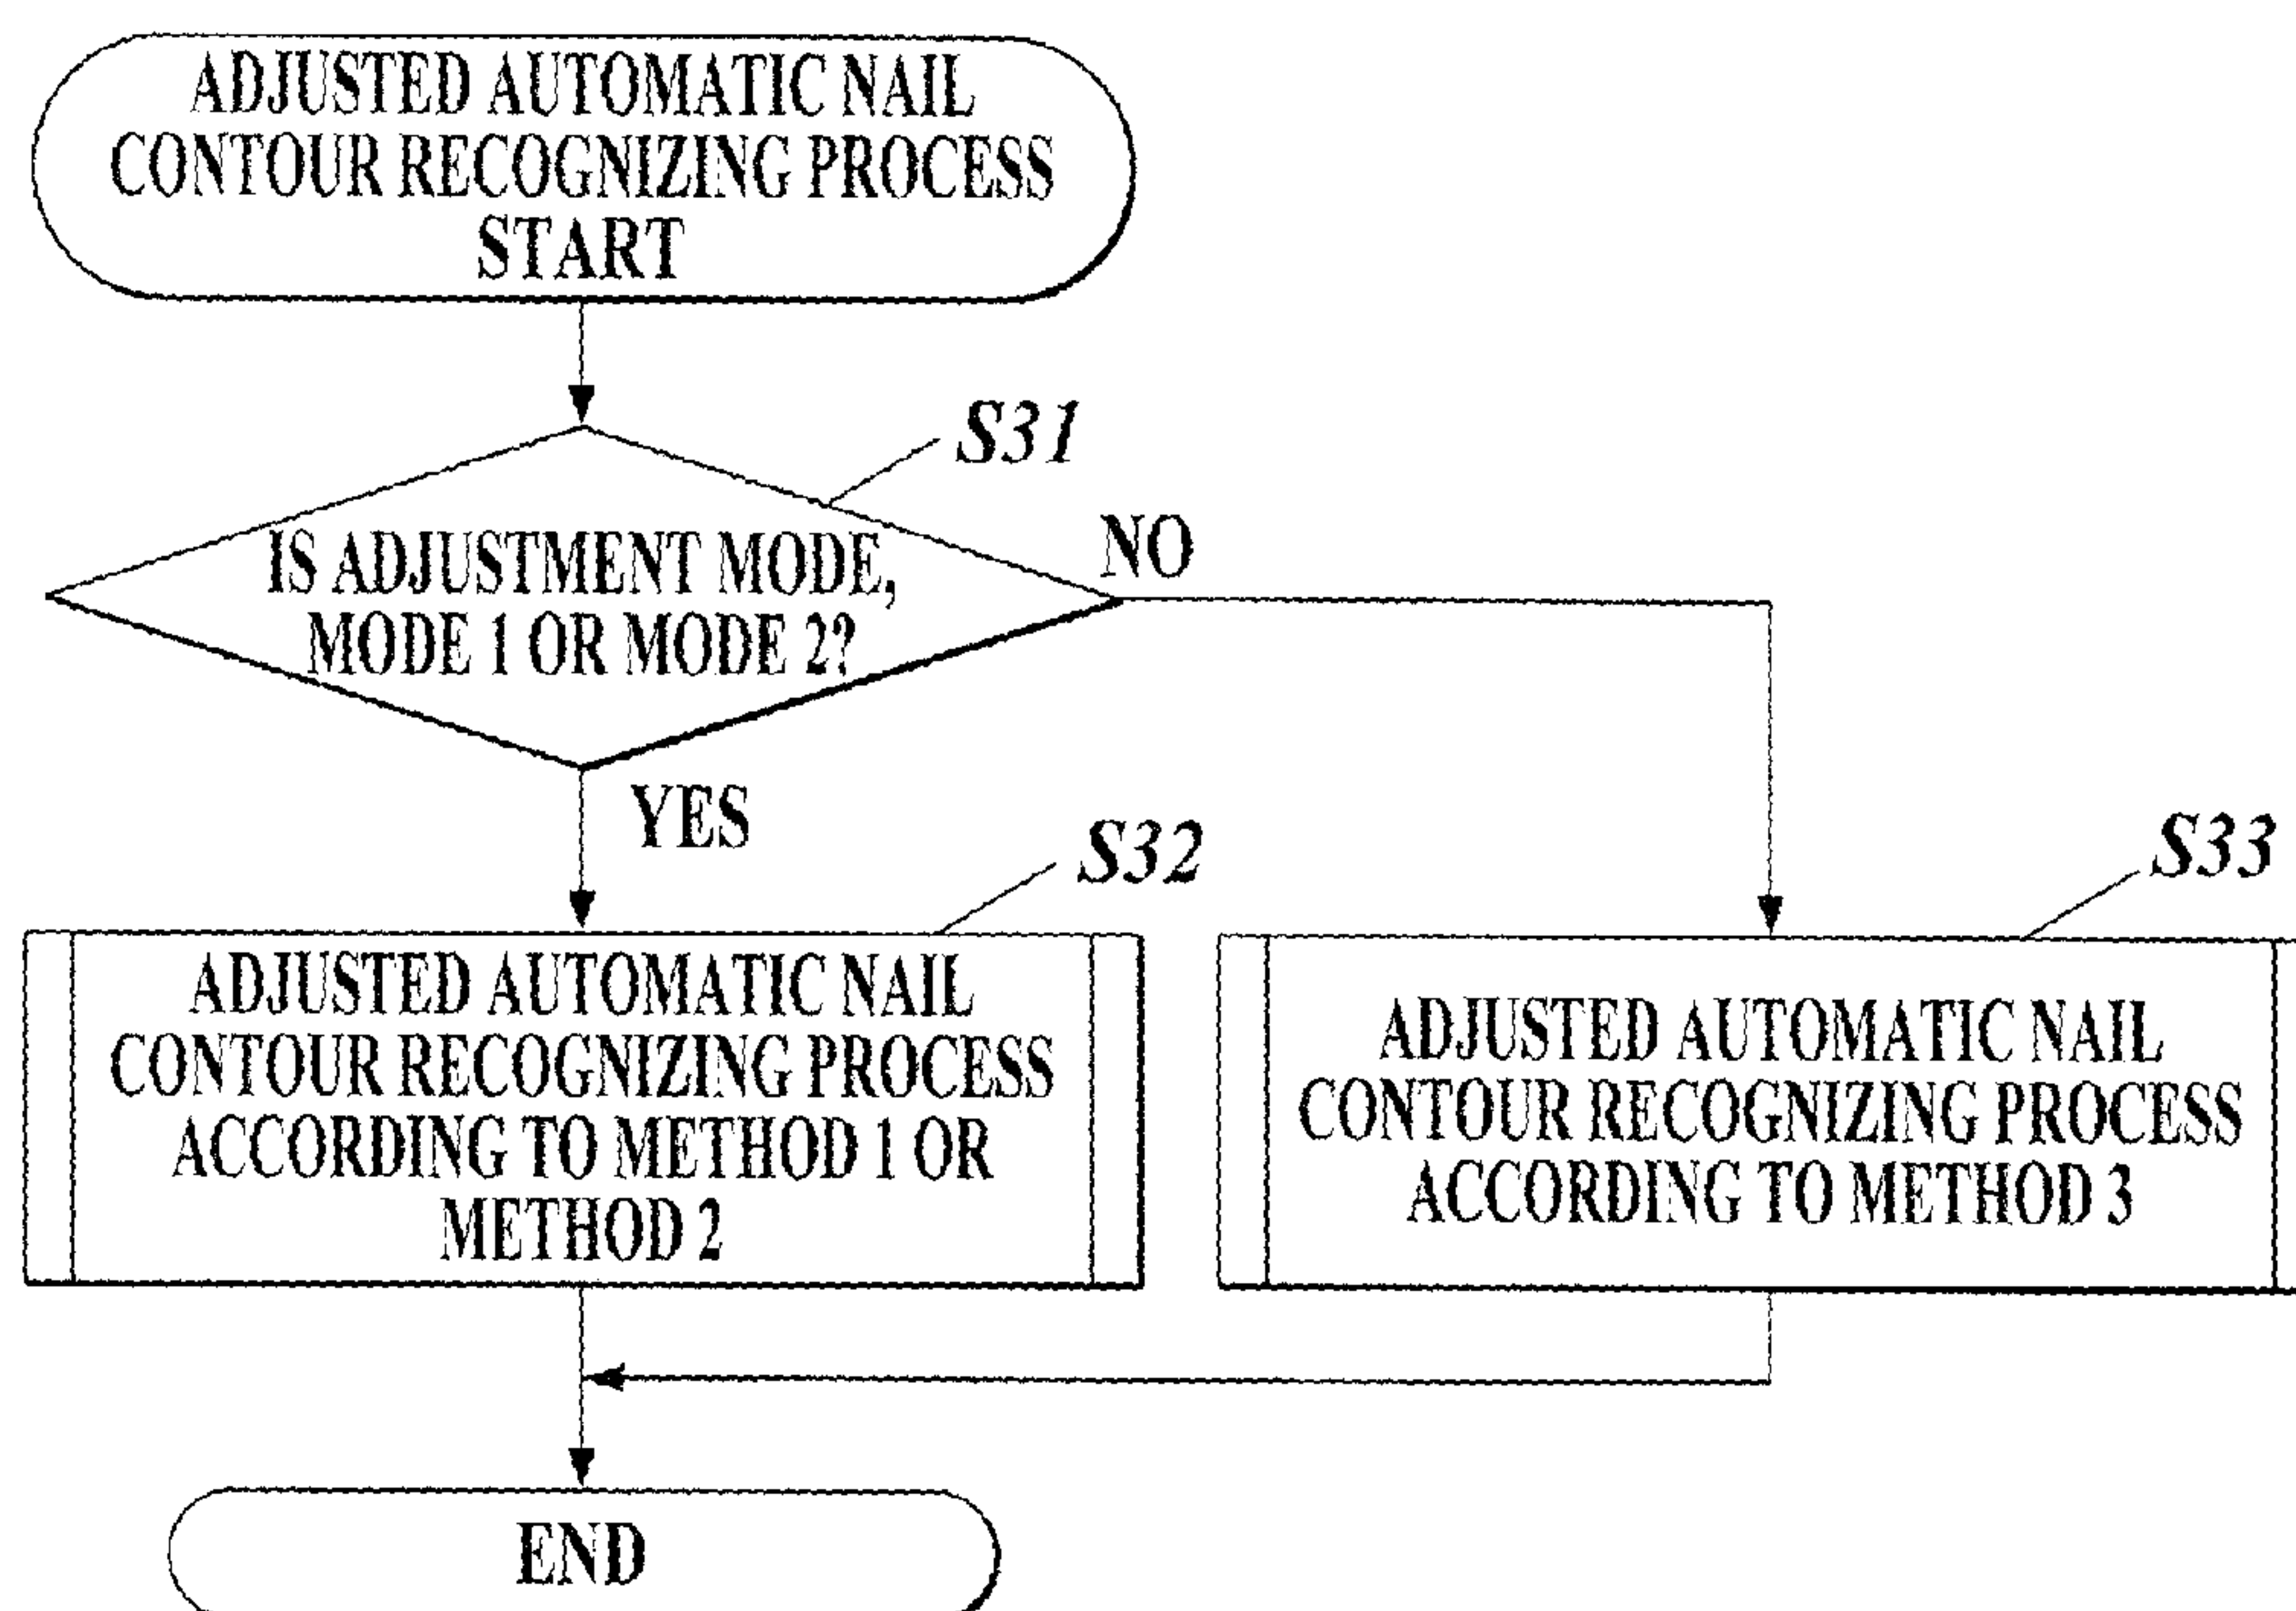 ADJUSTED AUTOMATIC NAIL
CONTOUR RECOGNIZING PROCESS
START
S31
IS ADJUSTMENT MODE,
MODE 1 OR MODE 2?
NO
YES
S32
ADJUSTED AUTOMATIC NAIL
CONTOUR RECOGNIZING PROCESS
ACCORDING TO METHOD 1 OR
METHOD 2
S33
ADJUSTED AUTOMATIC NAIL
CONTOUR RECOGNIZING PROCESS
ACCORDING TO METHOD 3
END